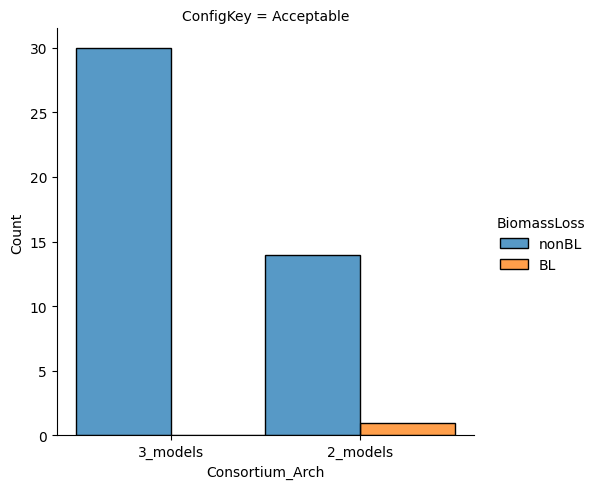 ConfigKey = Acceptable
30
25
20
15
10
5
0
Count
3_models
2_models
Consortium_Arch
BiomassLoss
nonBL
BL